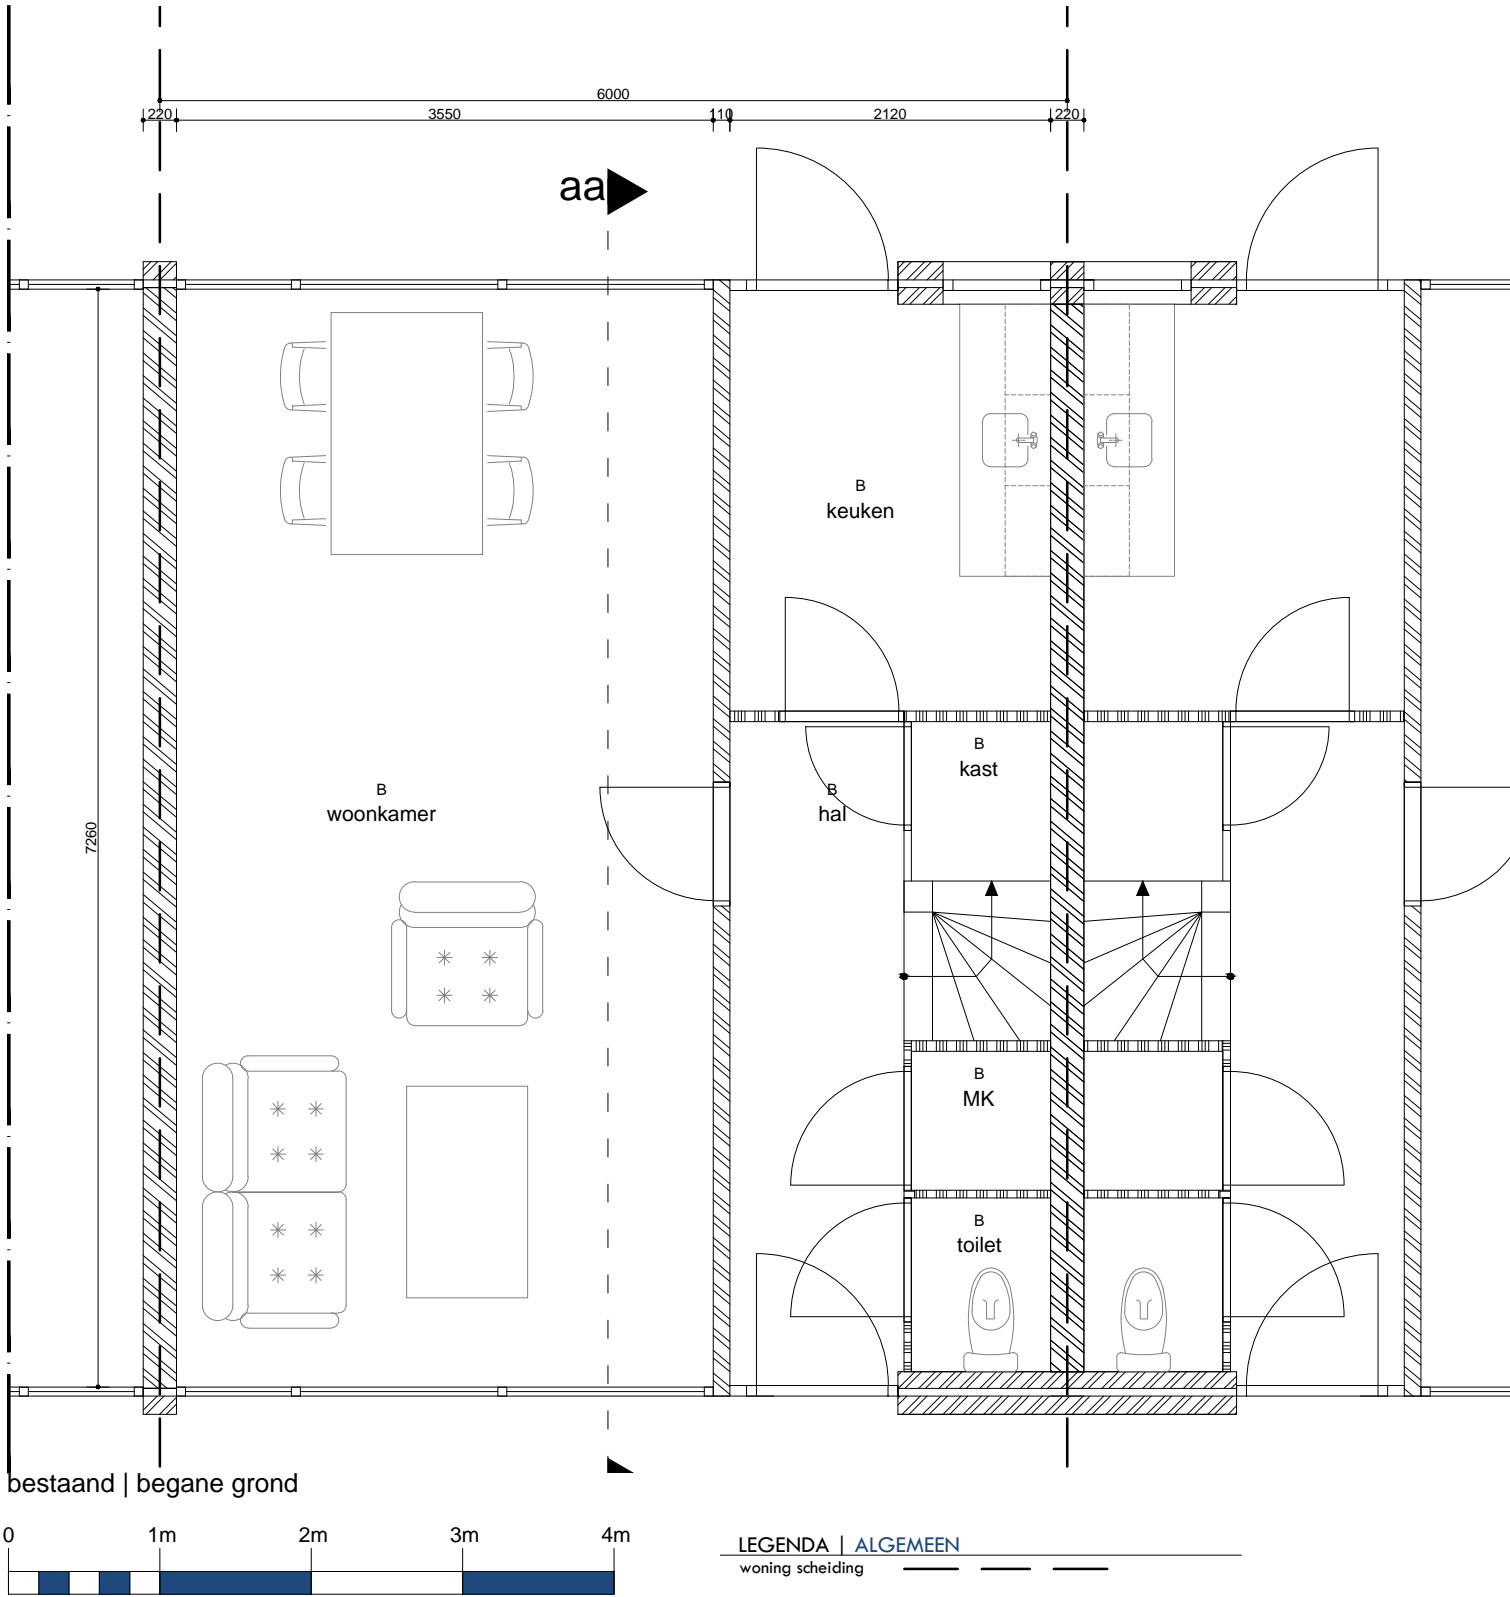 6000
220 3550 110 2120 220
aa
B
keuken
B
kast
B
woonkamer
B
hal
7260
B
MK
B
toilet
bestaand | begane grond
0 1m 2m 3m 4m
LEGENDA | ALGEMEEN
woning scheiding